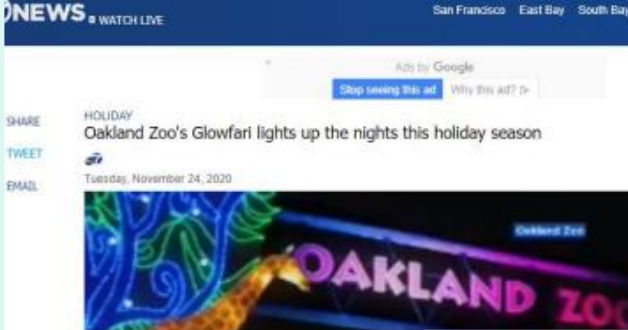 NEWS WATCH LIVE
San Francisco East Bay South Bay
Ads by Google
Stop seeing this ad Why this ad?
SHARE
HOLIDAY
Oakland Zoo's Glowfari lights up the nights this holiday season
TWEET
Tuesday, November 24, 2020
EMAIL
Oakland Zoo
OAKLAND ZOO